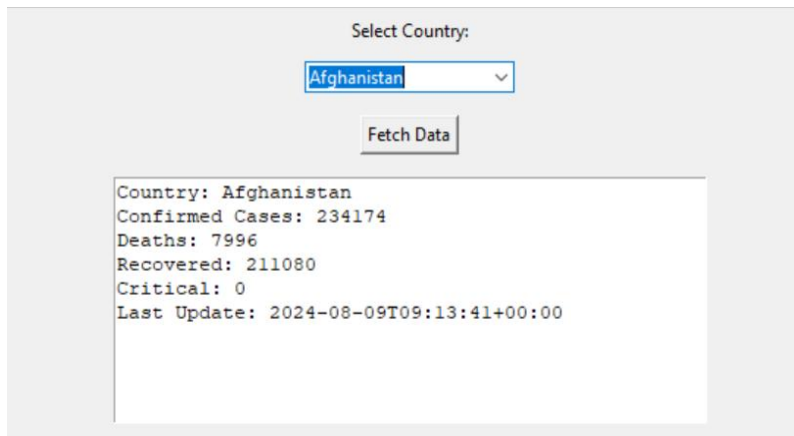 Select Country:
Afghanistan
Fetch Data
Country: Afghanistan
Confirmed Cases: 234174
Deaths: 7996
Recovered: 211080
Critical: 0
Last Update: 2024-08-09T09:13:41+00:00